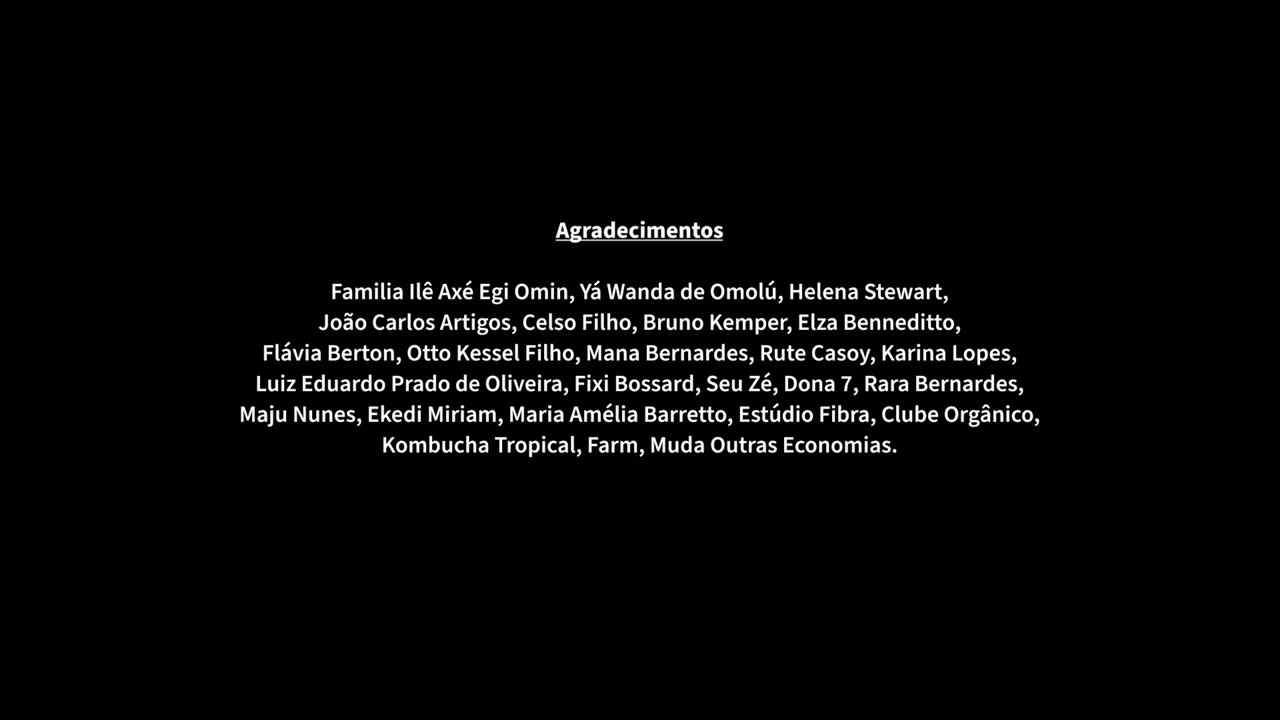 Agradecimentos
Familia Ilê Axé Egi Omin, Yá Wanda de Omolú, Helena Stewart,
João Carlos Artigos, Celso Filho, Bruno Kemper, Elza Benneditto,
Flávia Berton, Otto Kessel Filho, Mana Bernardes, Rute Casoy, Karina Lopes,
Luiz Eduardo Prado de Oliveira, Fixi Bossard, Seu Zé, Dona 7, Rara Bernardes,
Maju Nunes, Ekedi Miriam, Maria Amélia Barretto, Estúdio Fibra, Clube Orgânico,
Kombucha Tropical, Farm, Muda Outras Economias.